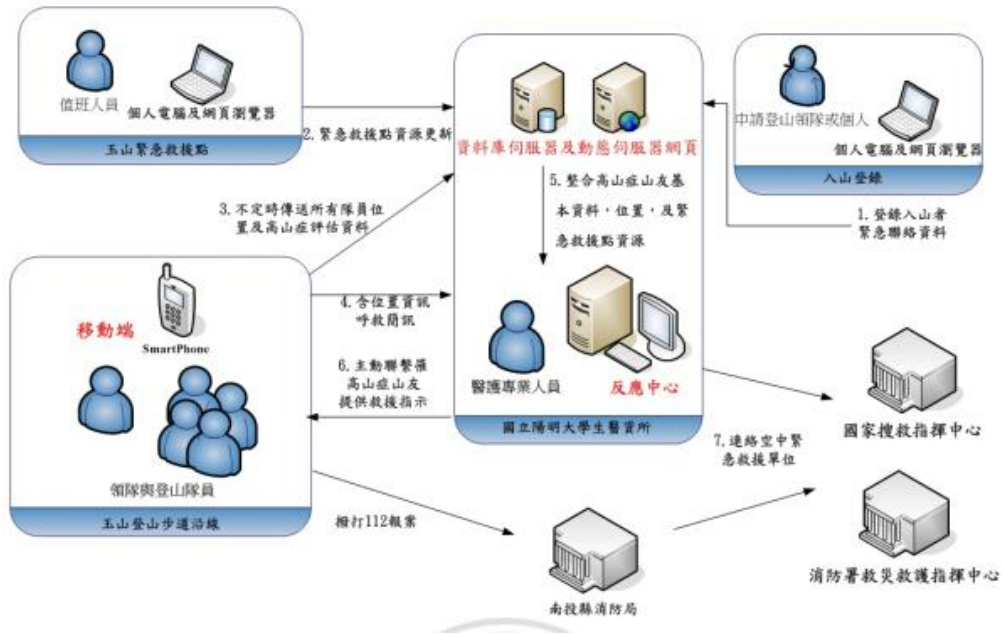 值班人員
個人電腦及網頁瀏覽器
玉山緊急救援點
2.緊急救援點資源更新
資料庫伺服器及動態伺服器網頁
申請登山領隊或個人
個人電腦及網頁瀏覽器
入山登錄
1.登錄入山者
緊急聯絡資料
3.不定時傳送所有隊員位
置及高山症評估資料
5.整合高山症山友基
本資料，位置，及緊
急救援點資源
移動端
SmartPhone
領隊與登山隊員
玉山登山步道沿線
4.含位置資訊
呼救簡訊
6.主動聯繫罹
高山症山友
提供救援指示
醫護專業人員
反應中心
國立陽明大學生醫資所
7.連絡空中緊
急救援單位
國家搜救指揮中心
撥打112報案
南投縣消防局
消防署救災救護指揮中心